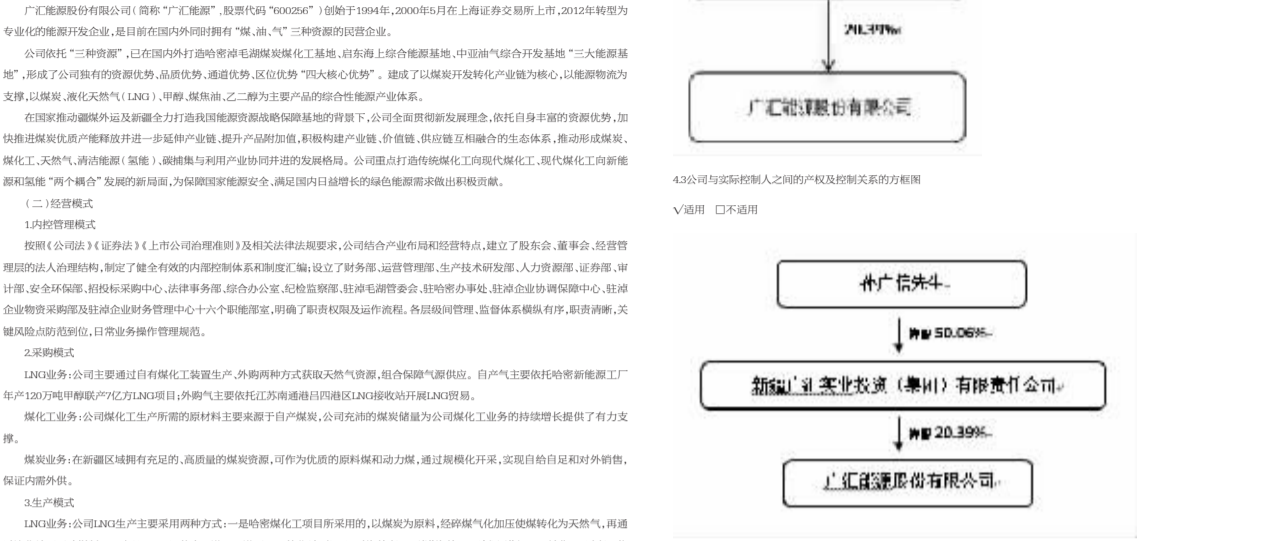 广汇能源股份有限公司(简称“广汇能源”,股票代码“600256”)创始于1994年,2000年5月在上海证券交易所上市,2012年转型为
专业化的能源开发企业,是目前在国内外同时拥有“煤、油、气”三种资源的民营企业。
公司依托“三种资源”,已在国内外打造哈密淖毛湖煤炭煤化工基地、启东海上综合能源基地、中亚油气综合开发基地“三大能源基
地”,形成了公司独有的资源优势、品质优势、通道优势、区位优势“四大核心优势”。建成了以煤炭开发转化产业链为核心,以能源物流为
支撑,以煤炭、液化天然气(LNG)、甲醇、煤焦油、乙二醇为主要产品的综合性能源产业体系。
在国家推动疆煤外运及新疆全力打造我国能源资源战略保障基地的背景下,公司全面贯彻新发展理念,依托自身丰富的资源优势,加
快推进煤炭优质产能释放并进一步延伸产业链、提升产品附加值,积极构建产业链、价值链、供应链互相融合的生态体系,推动形成煤炭、
煤化工、天然气、清洁能源(氢能)、碳捕集与利用产业协同并进的发展格局。公司重点打造传统煤化工向现代煤化工、现代煤化工向新能
源和氢能“两个耦合”发展的新局面,为保障国家能源安全、满足国内日益增长的绿色能源需求做出积极贡献。
(二)经营模式
1.内控管理模式
按照《公司法》《证券法》《上市公司治理准则》及相关法律法规要求,公司结合产业布局和经营特点,建立了股东会、董事会、经营管
理层的法人治理结构,制定了健全有效的内部控制体系和制度汇编;设立了财务部、运营管理部、生产技术研发部、人力资源部、证券部、审
计部、安全环保部、招投标采购中心、法律事务部、综合办公室、纪检监察部、驻淖毛湖管委会、驻哈密办事处、驻淖企业协调保障中心、驻淖
企业物资采购部及驻淖企业财务管理中心十六个职能部室,明确了职责权限及运作流程。各层级间管理、监督体系横纵有序,职责清晰,关
键风险点防范到位,日常业务操作管理规范。
2.采购模式
LNG业务:公司主要通过自有煤化工装置生产、外购两种方式获取天然气资源,组合保障气源供应。自产气主要依托哈密新能源工厂
年产120万吨甲醇联产7亿方LNG项目;外购气主要依托江苏南通港吕四港区LNG接收站开展LNG贸易。
煤化工业务:公司煤化工生产所需的原材料主要来源于自产煤炭,公司充沛的煤炭储量为公司煤化工业务的持续增长提供了有力支
撑。
煤炭业务:在新疆区域拥有充足的、高质量的煤炭资源,可作为优质的原料煤和动力煤,通过规模化开采,实现自给自足和对外销售,
保证内需外供。
3.生产模式
LNG业务:公司LNG生产主要采用两种方式:一是哈密煤化工项目所采用的,以煤炭为原料,经碎煤气化加压使煤转化为天然气,再通
广汇能源股份有限公司
4.3公司与实际控制人之间的产权及控制关系的方框图
√适用 □不适用
孙广信先生
持股 50.06%
新疆广汇实业投资(集团)有限责任公司
持股 20.39%
广汇能源股份有限公司